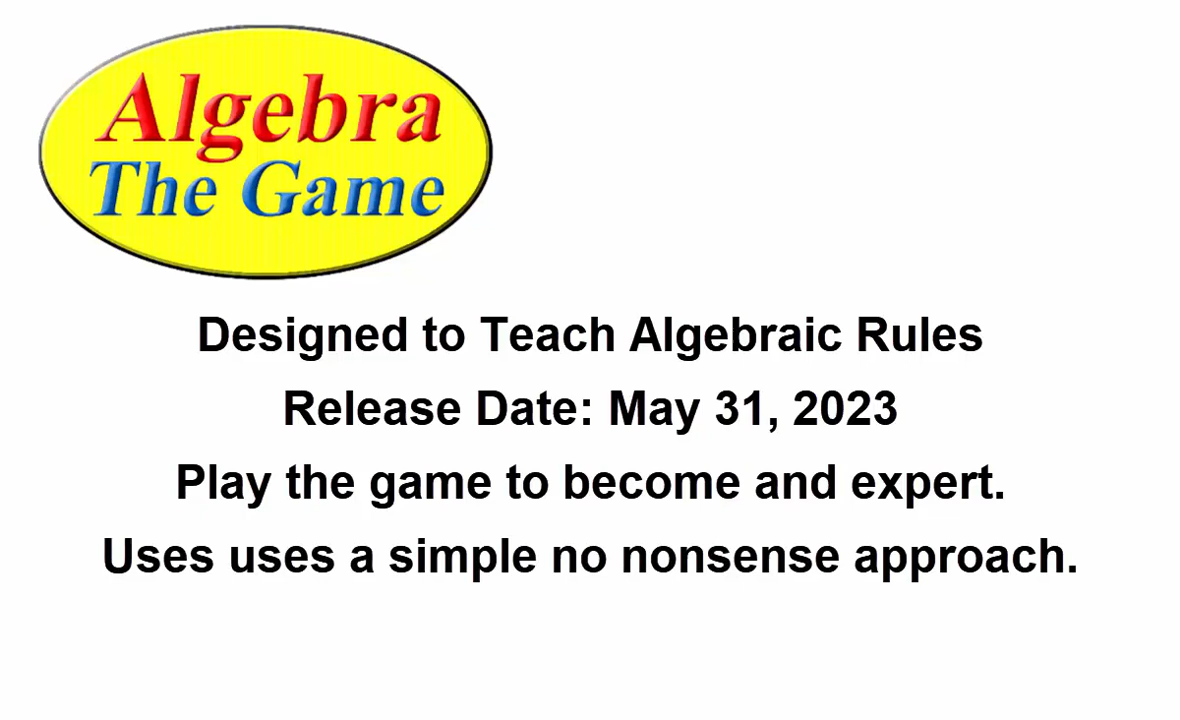 Algebra
The Game
Designed to Teach Algebraic Rules
Release Date: May 31, 2023
Play the game to become and expert.
Uses uses a simple no nonsense approach.